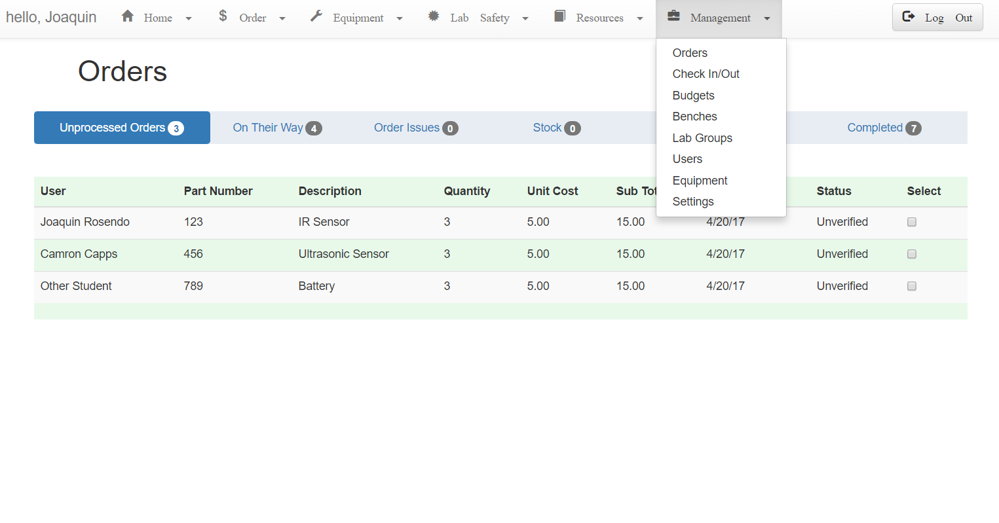 hello, Joaquin Home $ Order Equipment Lab Safety Resources Management Log Out
Orders
Check In/Out
Budgets
Benches
Lab Groups
Users
Equipment
Settings
Orders
Unprocessed Orders 3 On Their Way 4 Order Issues 0 Stock 0 Completed 7
User Part Number Description Quantity Unit Cost Sub Tot Status Select
Joaquin Rosendo 123 IR Sensor 3 5.00 15.00 4/20/17 Unverified
Camron Capps 456 Ultrasonic Sensor 3 5.00 15.00 4/20/17 Unverified
Other Student 789 Battery 3 5.00 15.00 4/20/17 Unverified